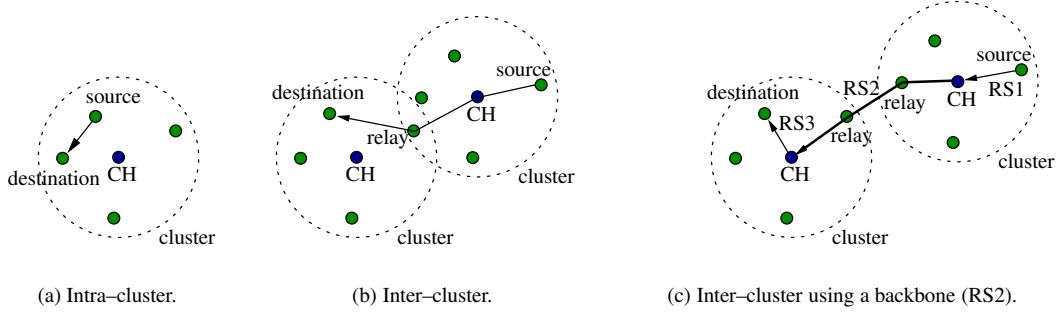 source
destination
CH
cluster
(a) Intra–cluster.
source
destination
CH
relay
CH
cluster
cluster
(b) Inter–cluster.
source
RS2
RS1
destination
relay
CH
RS3
relay
CH
cluster
cluster
(c) Inter–cluster using a backbone (RS2).